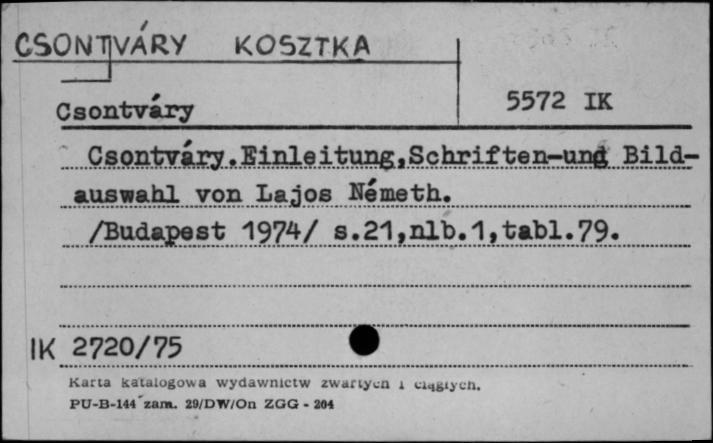 CSONTVÁRY KOSZTKA
Csontváry 5572 IK
Csontváry.Einleitung,Schriften-und Bild-
auswahl von Lajos Németh.
/Budapest 1974/ s.21,nlb.1,tabl.79.
IK 2720/75
Karta katalogowa wydawnictw zwartych i ciągłych.
PU-B-144 zam. 29/DW/On ZGG - 204